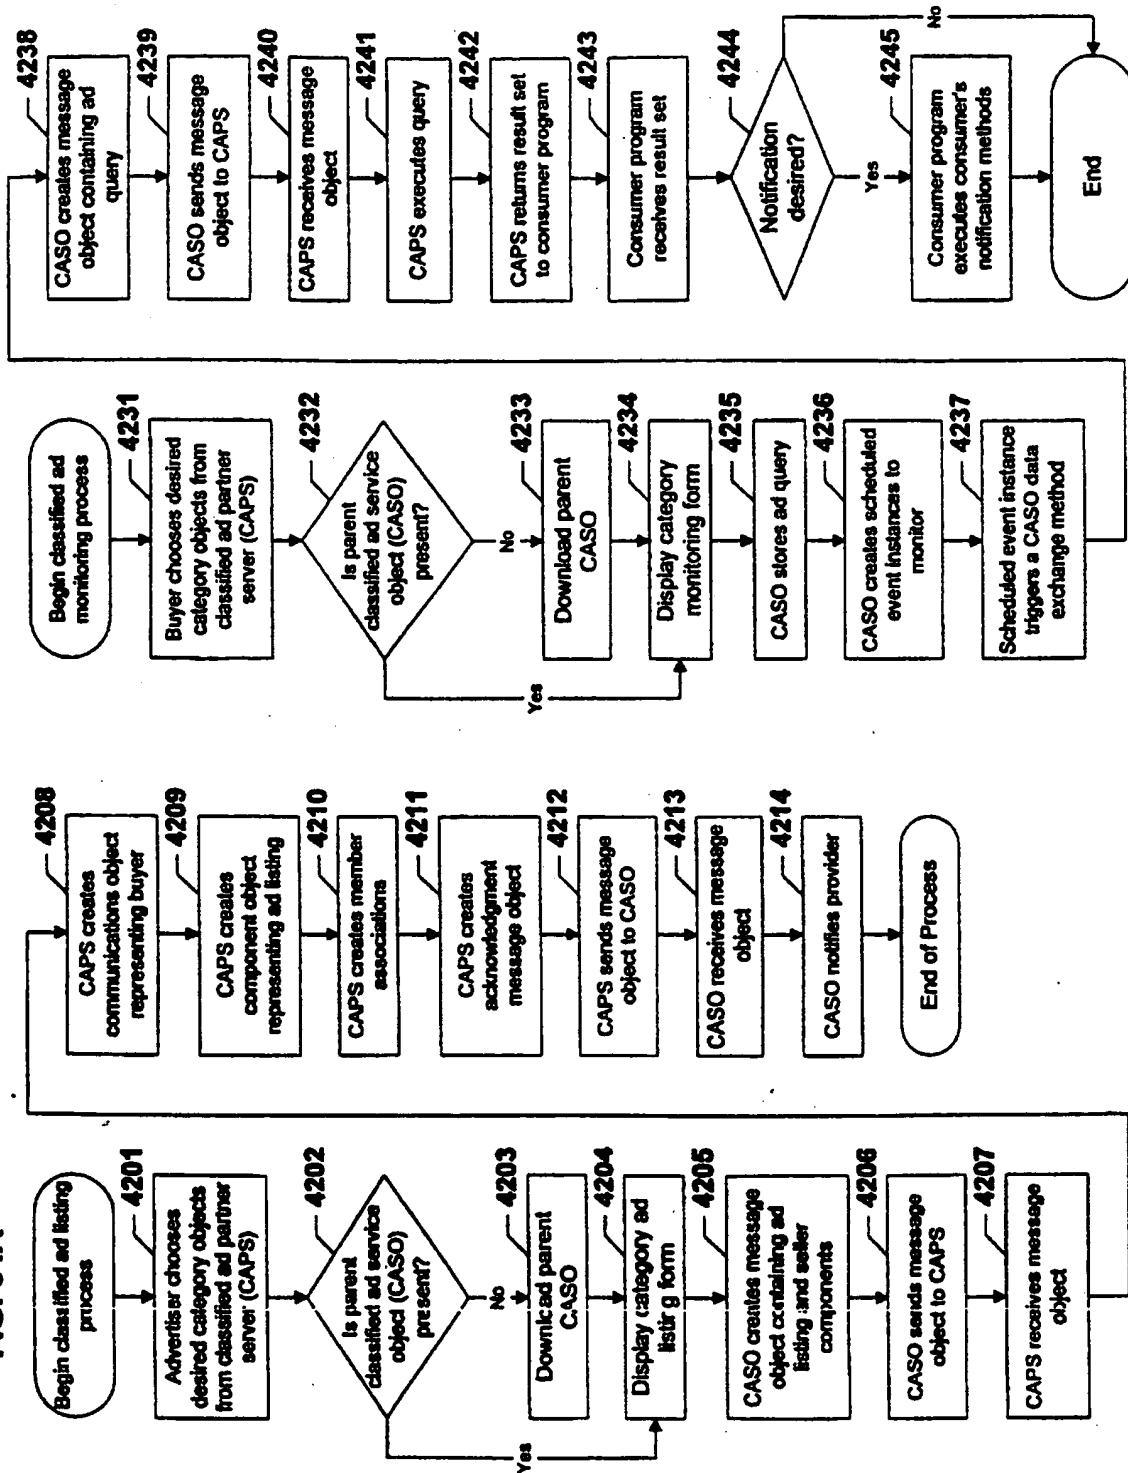 Begin classified ad listing
process
4201
Advertiser chooses
desired category objects
from classified ad partner
server (CAPS)
4202
Is parent
classified ad service
object (CASO)
present?
Yes
No
4203
Download parent
CASO
4204
Display category ad
listing form
4205
CASO creates message
object containing ad
listing and seller
components
4206
CASO sends message
object to CAPS
4207
CAPS receives message
object
4208
CAPS creates
communications object
representing buyer
4209
CAPS creates
component object
representing ad listing
4210
CAPS creates member
associations
4211
CAPS creates
acknowledgment
message object
4212
CAPS sends message
object to CASO
4213
CASO receives message
object
4214
CASO notifies provider
End of Process
Begin classified ad
monitoring process
4231
Buyer chooses desired
category objects from
classified ad partner
server (CAPS)
4232
Is parent
classified ad service
object (CASO)
present?
Yes
No
4233
Download parent
CASO
4234
Display category
monitoring form
4235
CASO stores ad query
4236
CASO creates scheduled
event instances to
monitor
4237
Scheduled event instance
triggers a CASO data
exchange method
4238
CASO creates message
object containing ad
query
4239
CASO sends message
object to CAPS
4240
CAPS receives message
object
4241
CAPS executes query
4242
CAPS returns result set
to consumer program
4243
Consumer program
receives result set
4244
Notification
desired?
No
Yes
4245
Consumer program
executes consumer's
notification methods
End